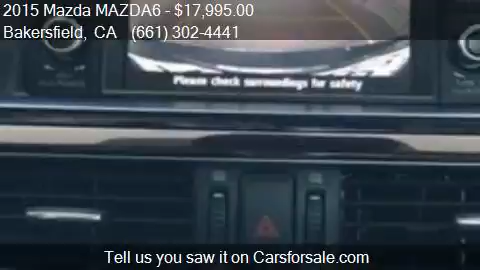 2015 Mazda MAZDA6 - $17,995.00
Bakersfield, CA (661) 302-4441
Please check surroundings for safety
Tell us you saw it on Carsforsale.com